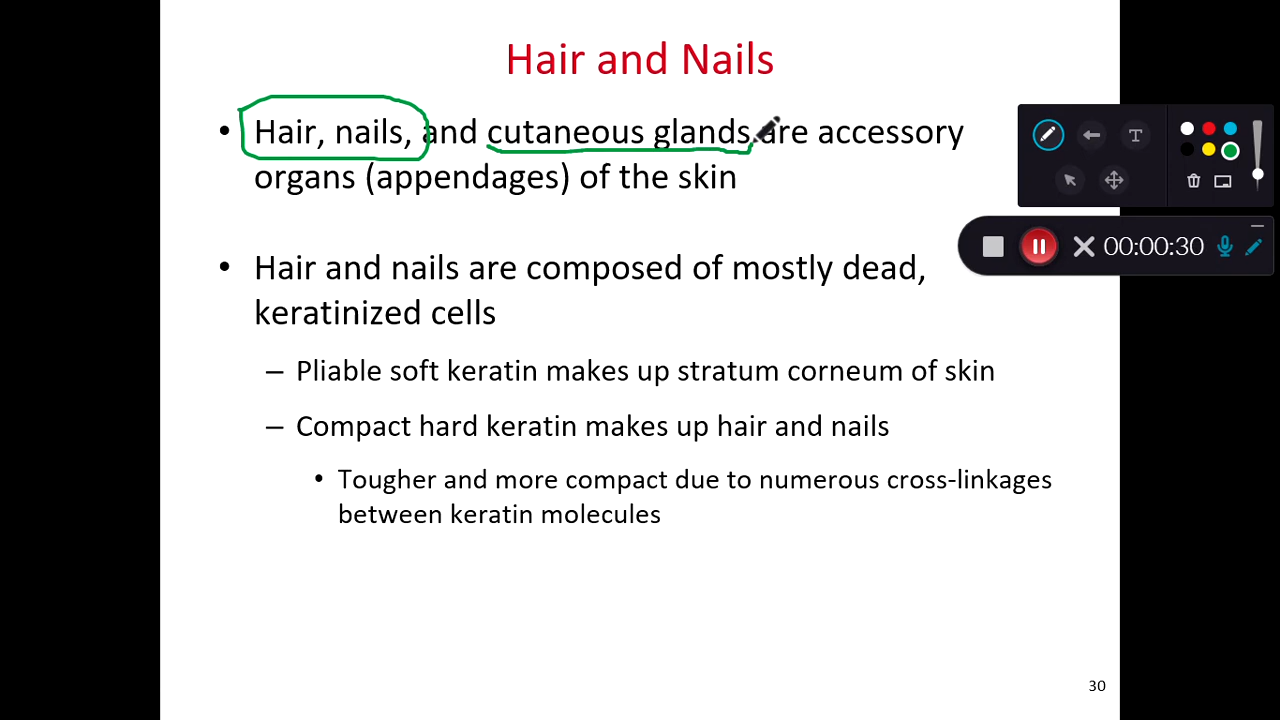 Hair and Nails
• Hair, nails, and cutaneous glands are accessory
organs (appendages) of the skin
• Hair and nails are composed of mostly dead,
keratinized cells
– Pliable soft keratin makes up stratum corneum of skin
– Compact hard keratin makes up hair and nails
• Tougher and more compact due to numerous cross-linkages
between keratin molecules
T
00:00:30
30